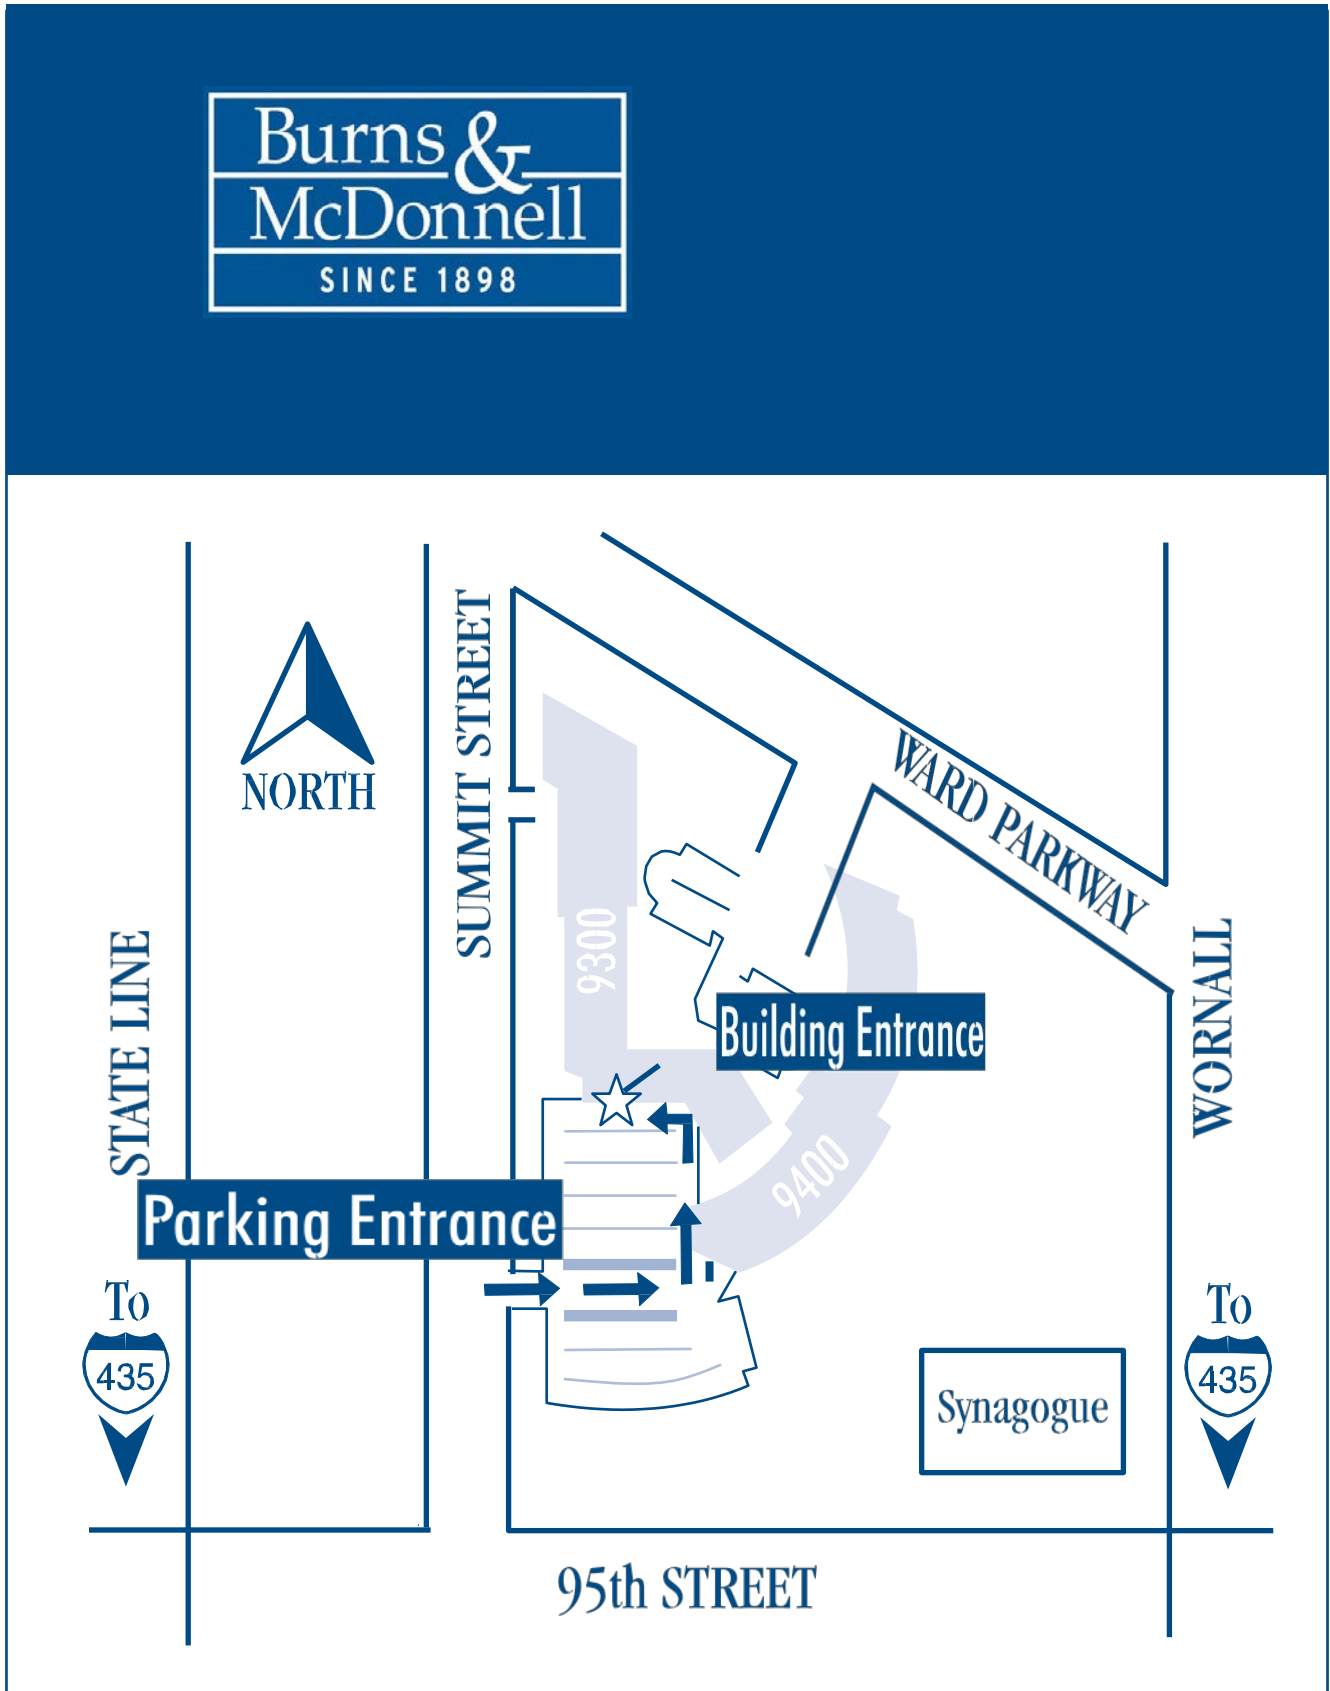 Burns &
McDonnell
SINCE 1898
SUMMIT STREET
NORTH
WARD PARKWAY
STATE LINE
9300
WORNALL
Building Entrance
9400
Parking Entrance
To
435
To
435
Synagogue
95th STREET